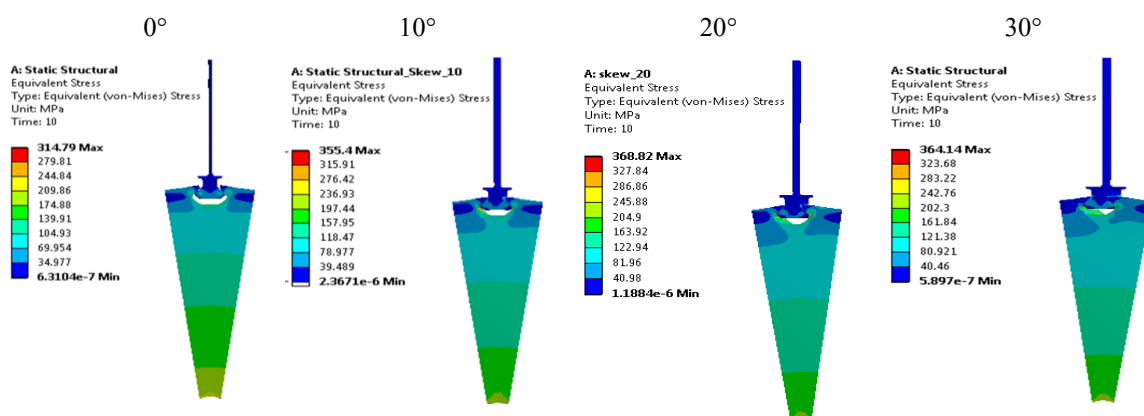 0°
10°
20°
30°
A: Static Structural
Equivalent Stress
Type: Equivalent (von-Mises) Stress
Unit: MPa
Time: 10
314.79 Max
279.81
244.84
209.86
174.88
139.91
104.93
69.954
34.977
6.3104e-7 Min
A: Static Structural_Skew_10
Equivalent Stress
Type: Equivalent (von-Mises) Stress
Unit: MPa
Time: 10
355.4 Max
315.91
276.42
236.93
197.44
157.95
118.47
78.977
39.489
2.3671e-6 Min
A: skew_20
Equivalent Stress
Type: Equivalent (von-Mises) Stress
Unit: MPa
Time: 10
368.82 Max
327.84
286.86
245.88
204.9
163.92
122.94
81.96
40.98
1.1884e-6 Min
A: Static Structural
Equivalent Stress
Type: Equivalent (von-Mises) Stress
Unit: MPa
Time: 10
364.14 Max
323.68
283.22
242.76
202.3
161.84
121.38
80.921
40.46
5.897e-7 Min